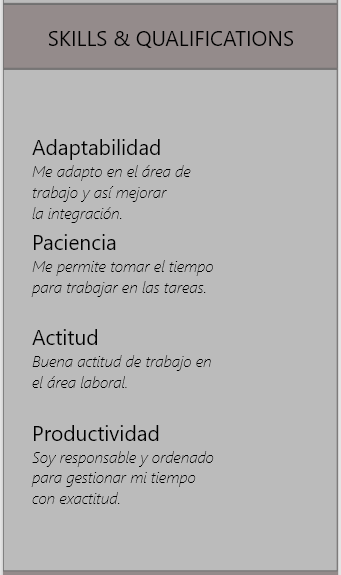 SKILLS & QUALIFICATIONS
Adaptabilidad
Me adapto en el área de
trabajo y así mejorar
la integración.
Paciencia
Me permite tomar el tiempo
para trabajar en las tareas.
Actitud
Buena actitud de trabajo en
el área laboral.
Productividad
Soy responsable y ordenado
para gestionar mi tiempo
con exactitud.